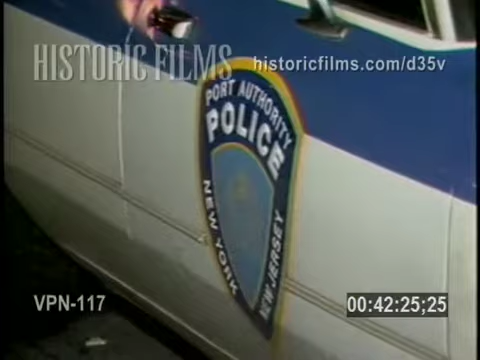 HISTORIC FILMS
historicfilms.com/d35v
PORT AUTHORITY
POLICE
NEW YORK
NEW JERSEY
VPN-117
00:42:25;25